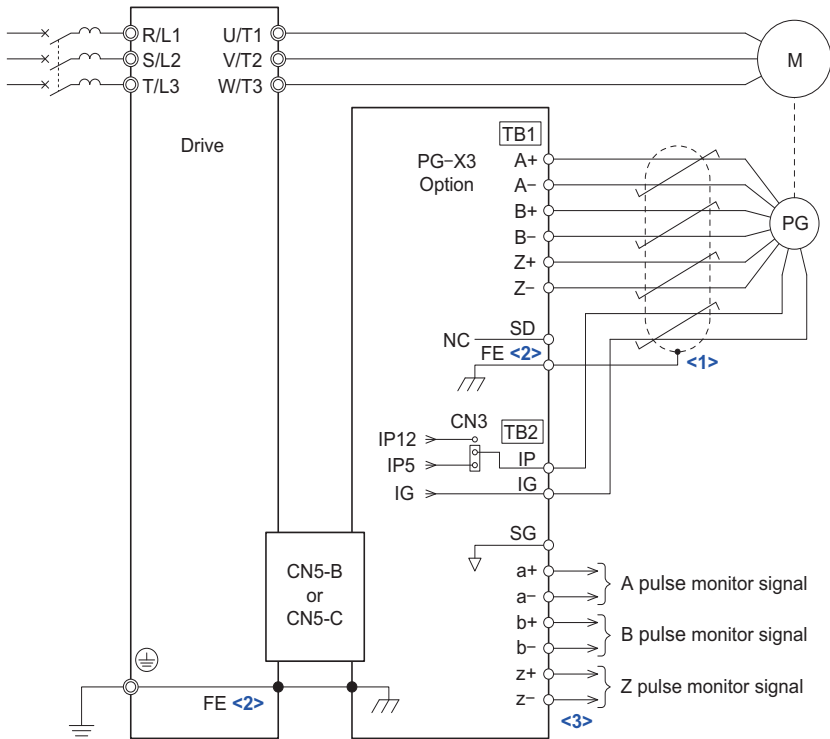 R/L1 U/T1
S/L2 V/T2
T/L3 W/T3
M
Drive
TB1
PG-X3
Option
A+
A-
B+
B-
Z+
Z-
PG
NC SD
FE <2>
<1>
CN3
TB2
IP12
IP
IP5
IG
IG
SG
CN5-B
or
CN5-C
a+
a-
A pulse monitor signal
b+
b-
B pulse monitor signal
z+
z-
Z pulse monitor signal
FE <2>
<3>